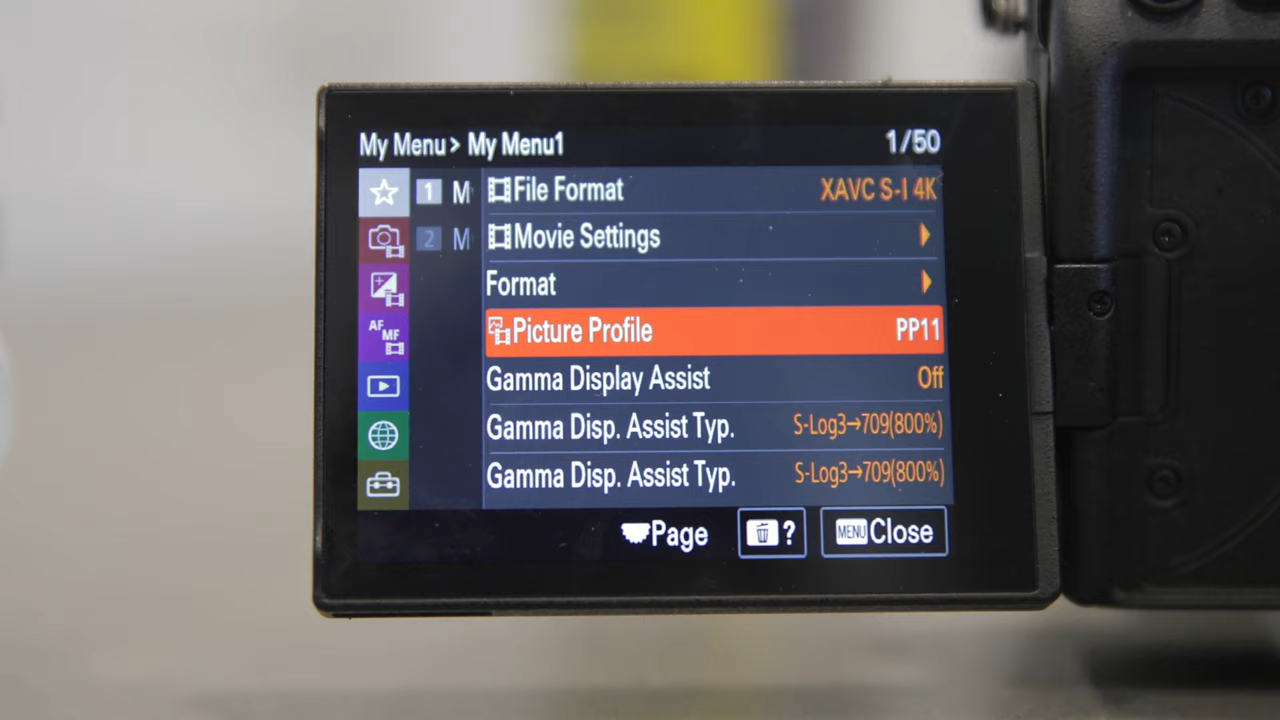 My Menu> My Menu1 1/50
1 M File Format XAVC S-I 4K
2 M Movie Settings
Format
Picture Profile PP11
AF MF
Gamma Display Assist Off
Gamma Disp. Assist Typ. S-Log3→709(800%)
Gamma Disp. Assist Typ. S-Log3→709(800%)
Page ? MENU Close